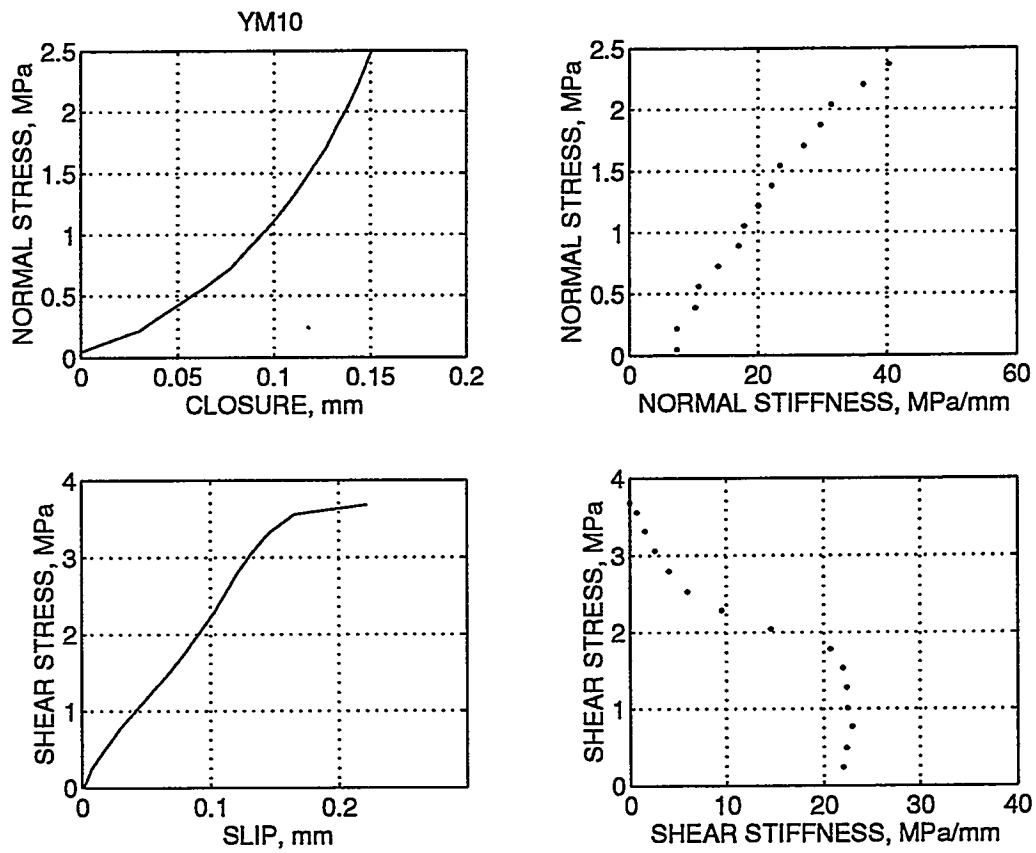 YM10
NORMAL STRESS, MPa
2.5
2
1.5
1
0.5
0
0 0.05 0.1 0.15 0.2
CLOSURE, mm
NORMAL STRESS, MPa
2.5
2
1.5
1
0.5
0
0 20 40 60
NORMAL STIFFNESS, MPa/mm
SHEAR STRESS, MPa
4
3
2
1
0
0 0.1 0.2
SLIP, mm
SHEAR STRESS, MPa
4
3
2
1
0
0 10 20 30 40
SHEAR STIFFNESS, MPa/mm